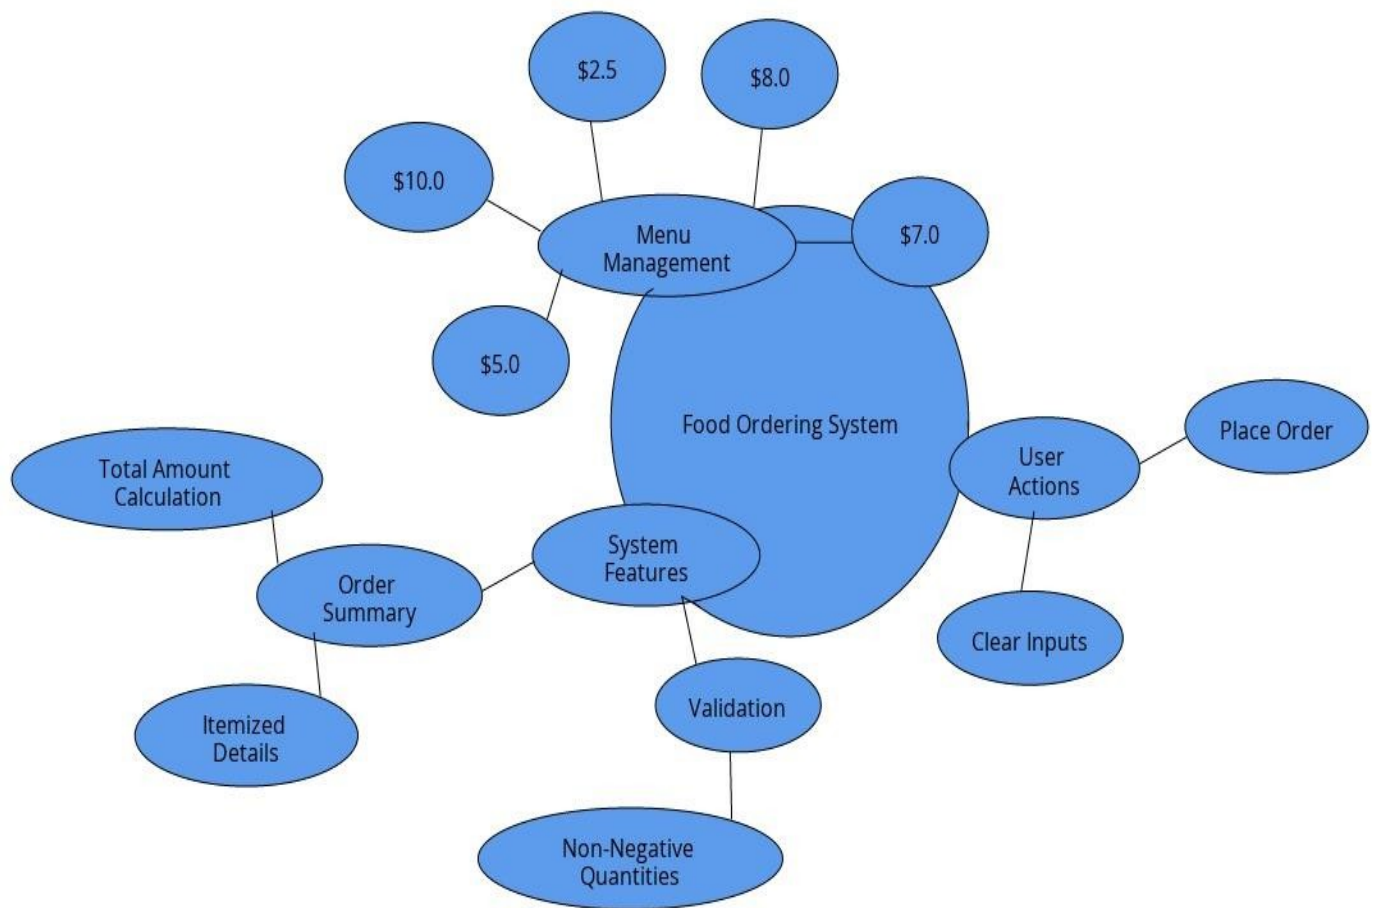 $2.5
$8.0
$10.0
$7.0
Menu
Management
$5.0
Food Ordering System
Place Order
User
Actions
Total Amount
Calculation
System
Features
Order
Summary
Clear Inputs
Validation
Itemized
Details
Non-Negative
Quantities